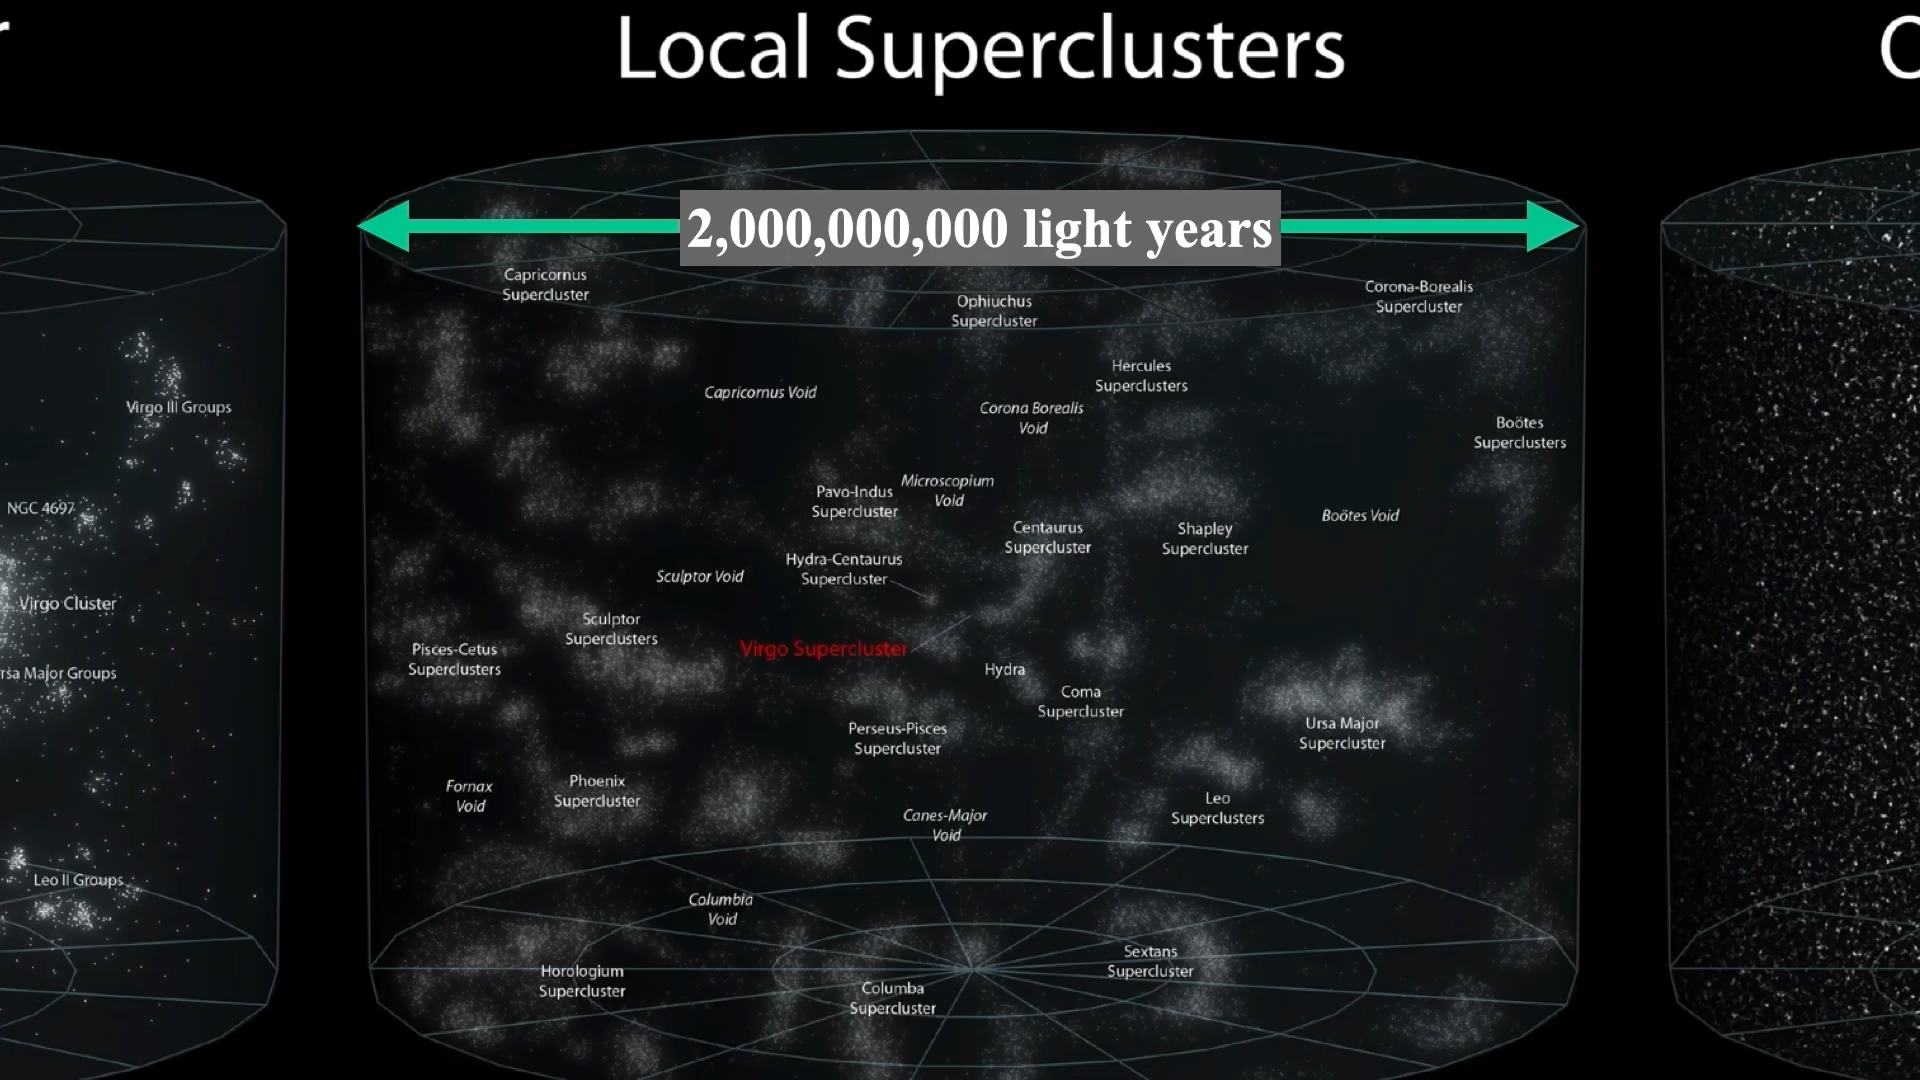 Local Superclusters
2,000,000,000 light years
Capricornus
Supercluster
Ophiuchus
Supercluster
Corona-Borealis
Supercluster
Hercules
Superclusters
Capricornus Void
Corona Borealis
Void
Boötes
Superclusters
Virgo III Groups
Pavo-Indus
Supercluster
Microscopium
Void
NGC 4697
Centaurus
Supercluster
Shapley
Supercluster
Boötes Void
Hydra-Centaurus
Supercluster
Sculptor Void
Virgo Cluster
Sculptor
Superclusters
Virgo Supercluster
Pisces-Cetus
Superclusters
Hydra
rsa Major Groups
Coma
Supercluster
Perseus-Pisces
Supercluster
Ursa Major
Supercluster
Fornax
Void
Phoenix
Supercluster
Leo
Superclusters
Canes-Major
Void
Leo II Groups
Columbia
Void
Sextans
Supercluster
Horologium
Supercluster
Columba
Supercluster